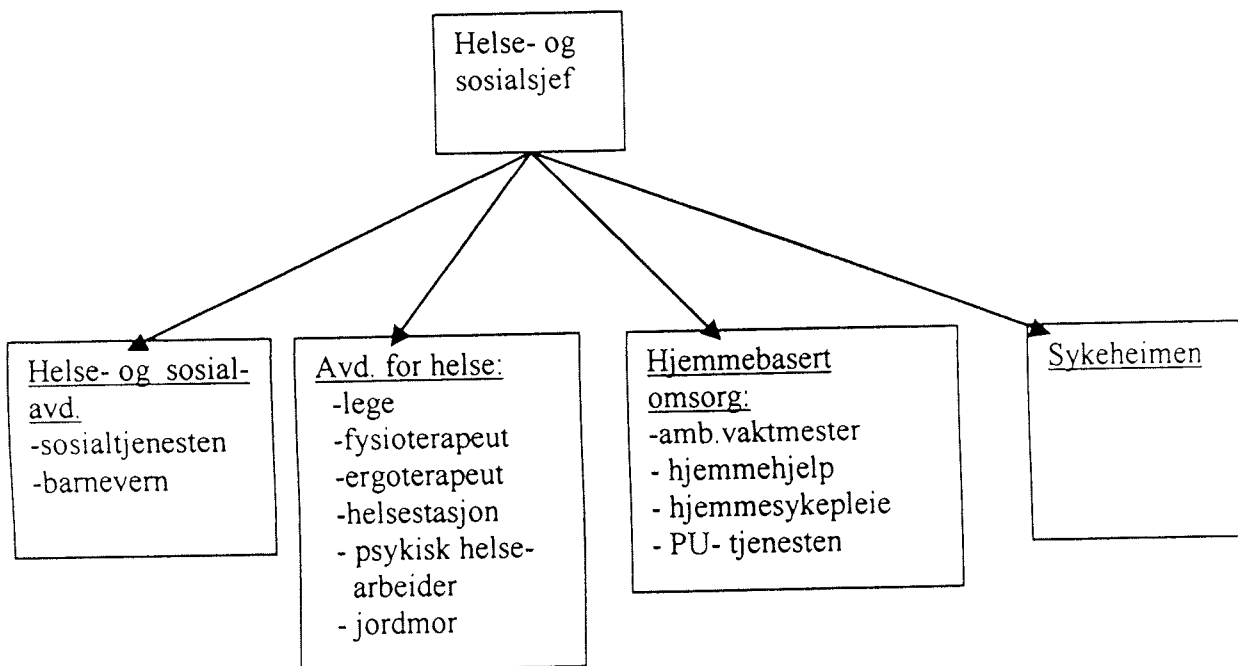 Helse- og
sosialsjef
Helse- og sosial-
avd.
-sosialtjenesten
-barnevern
Avd. for helse:
-lege
-fysioterapeut
-ergoterapeut
-helsestasjon
- psykisk helse-
arbeider
- jordmor
Hjemmebasert
omsorg:
-amb.vaktmester
- hjemmehjelp
- hjemmesykepleie
- PU- tjenesten
Sykeheimen